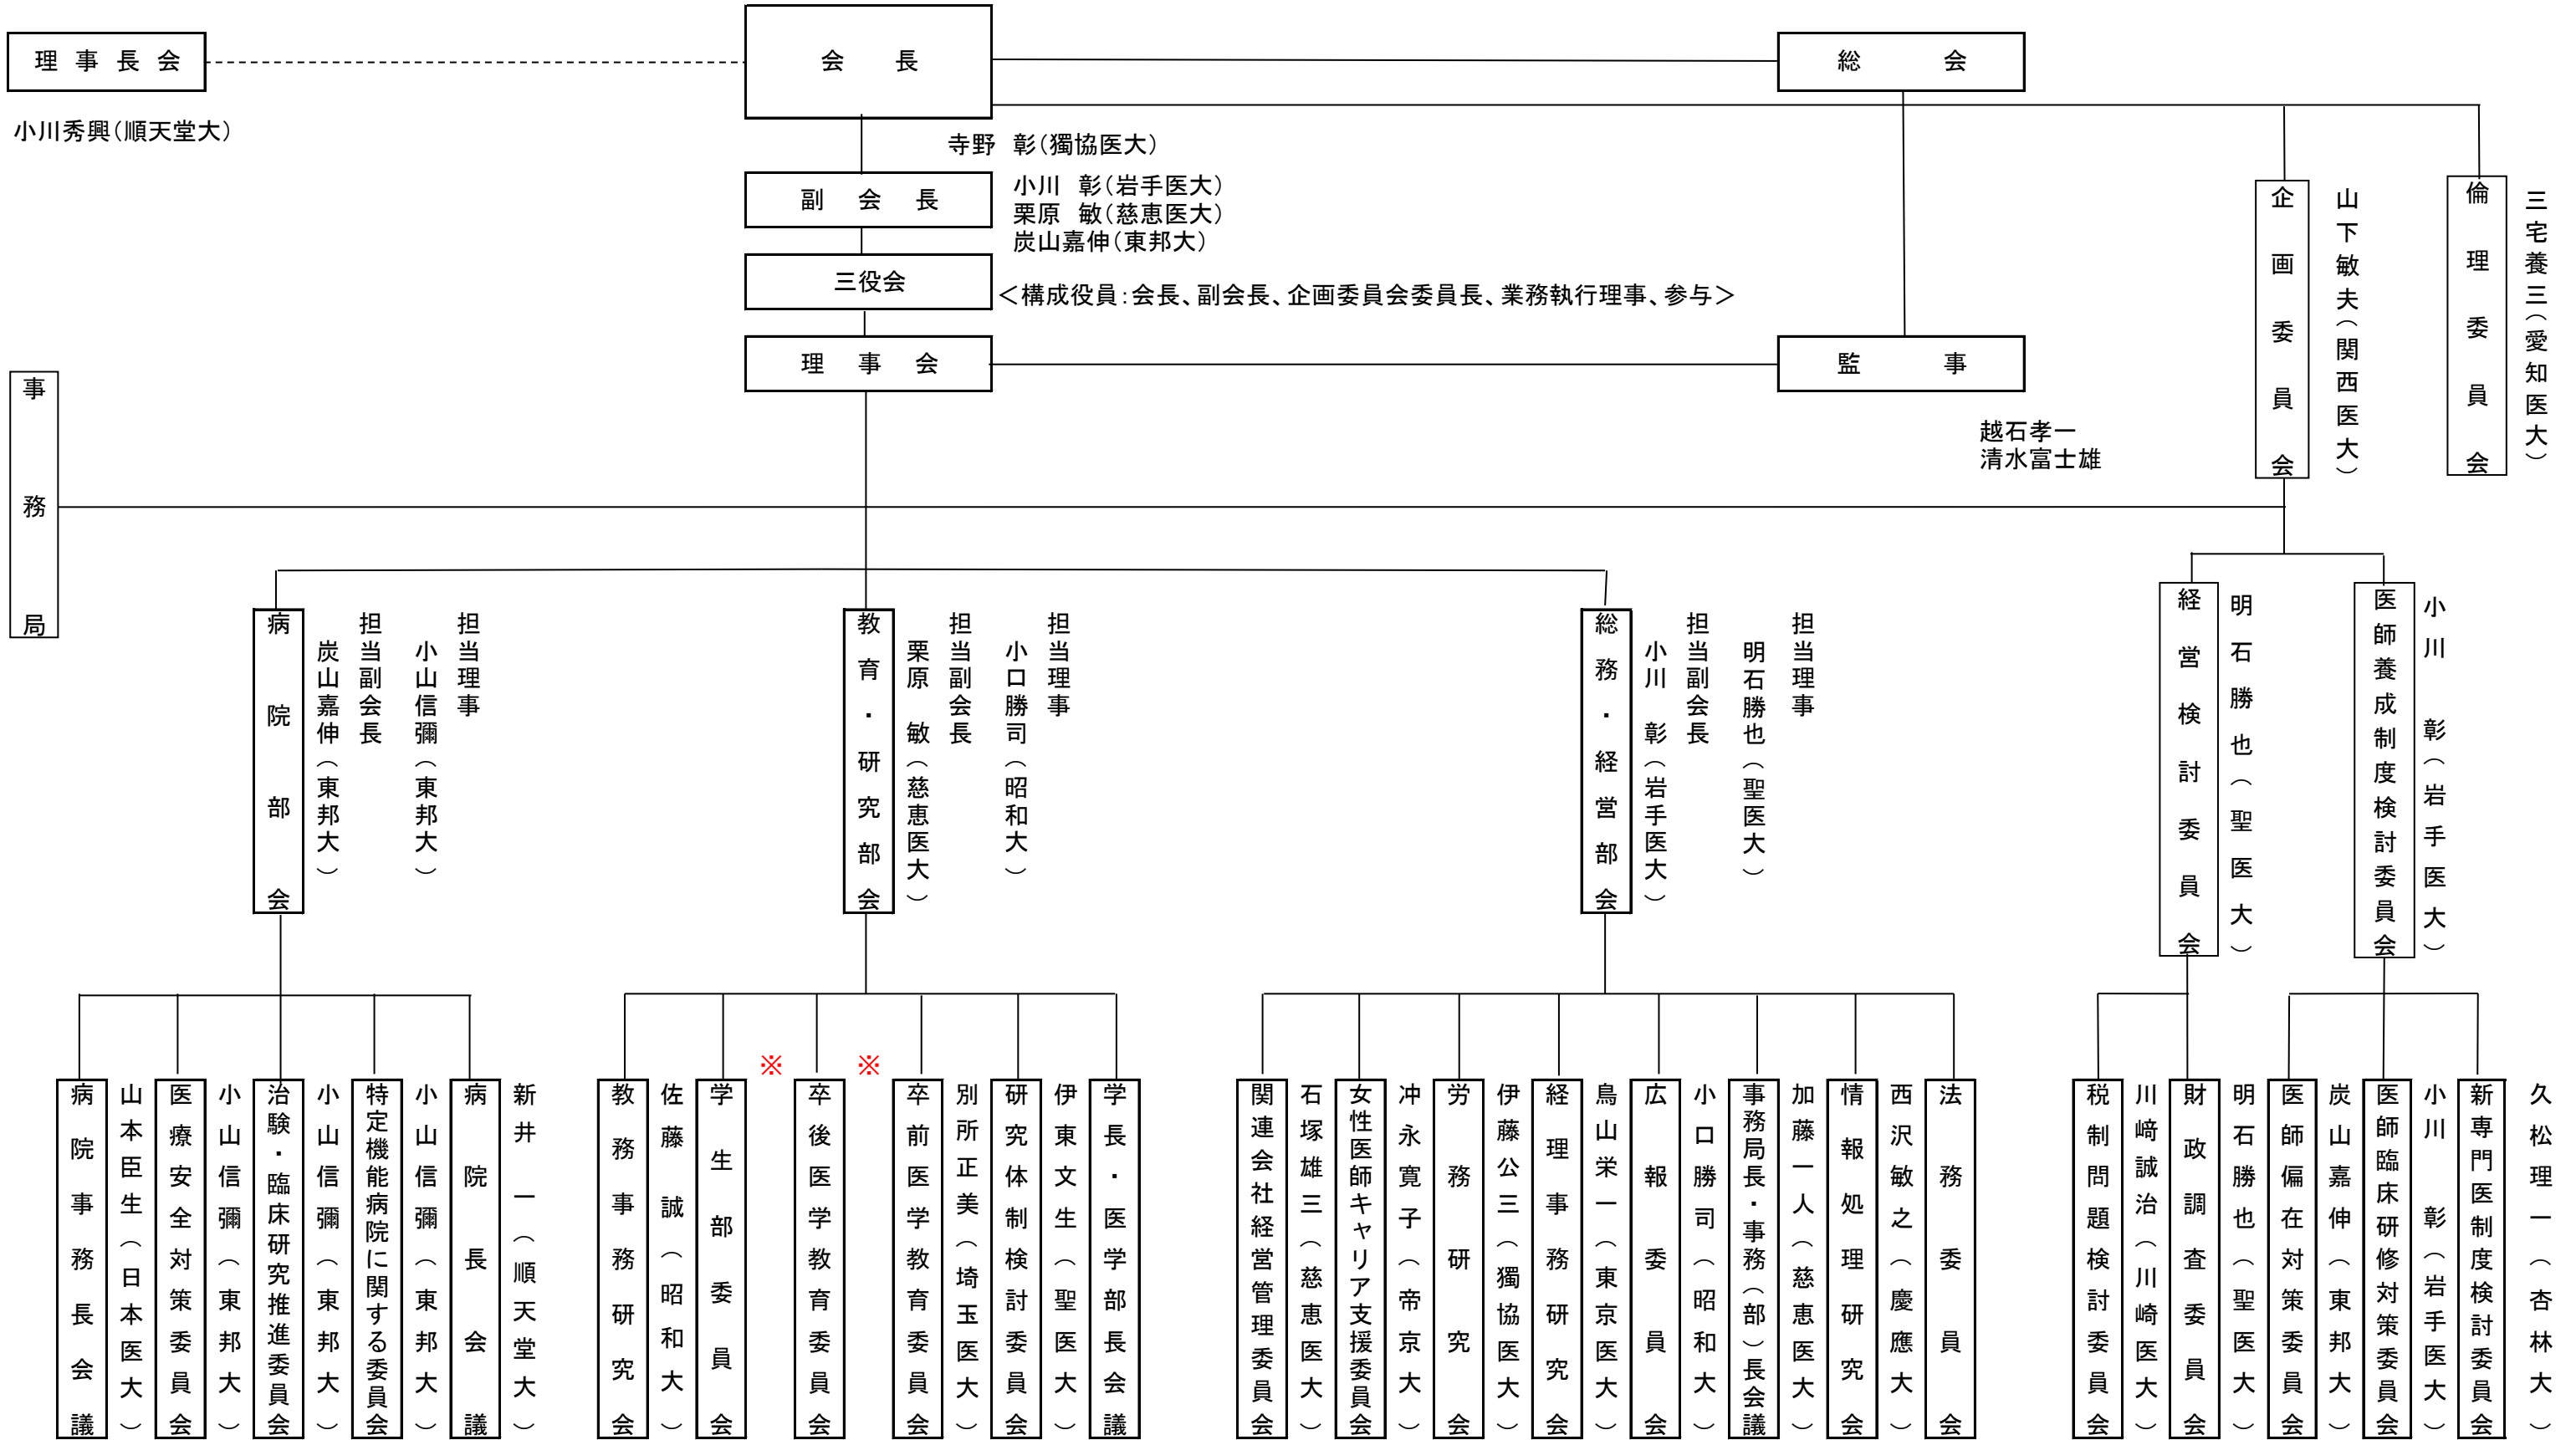 理事長会
会長
総会
小川秀興(順天堂大)
寺野 彰(獨協医大)
副会長
小川 彰(岩手医大)
栗原 敏(慈恵医大)
炭山嘉伸(東邦大)
三役会
＜構成役員:会長、副会長、企画委員会委員長、業務執行理事、参与＞
理事会
監事
越石孝一
清水富士雄
企画委員会
山下敏夫(関西医大)
倫理委員会
三宅養三(愛知医大)
事務局
病院部会
炭山嘉伸(東邦大)
担当副会長
小山信彌(東邦大)
担当理事
教育・研究部会
栗原 敏(慈恵医大)
担当副会長
小口勝司(昭和大)
担当理事
総務・経営部会
小川 彰(岩手医大)
担当副会長
明石勝也(聖医大)
担当理事
経営検討委員会
明石勝也(聖医大)
医師養成制度検討委員会
小川 彰(岩手医大)
病院事務長会議
山本臣生(日本医大)
医療安全対策委員会
小山信彌(東邦大)
治験・臨床研究推進委員会
小山信彌(東邦大)
特定機能病院に関する委員会
小山信彌(東邦大)
病院長会議
新井 一(順天堂大)
教務事務研究会
佐藤 誠(昭和大)
学生部委員会
※
卒後医学教育委員会
※
卒前医学教育委員会
別所正美(埼玉医大)
研究体制検討委員会
伊東文生(聖医大)
学長・医学部長会議
関連会社経営管理委員会
石塚雄三(慈恵医大)
女性医師キャリア支援委員会
冲永寛子(帝京大)
労務研究会
伊藤公三(獨協医大)
経理事務研究会
鳥山栄一(東京医大)
広報委員会
小口勝司(昭和大)
事務局長・事務(部)長会議
加藤一人(慈恵医大)
情報処理研究会
西沢敏之(慶應大)
法務委員会
税制問題検討委員会
川﨑誠治(川崎医大)
財政調査委員会
明石勝也(聖医大)
医師偏在対策委員会
炭山嘉伸(東邦大)
医師臨床研修対策委員会
小川 彰(岩手医大)
新専門医制度検討委員会
久松理一(杏林大)